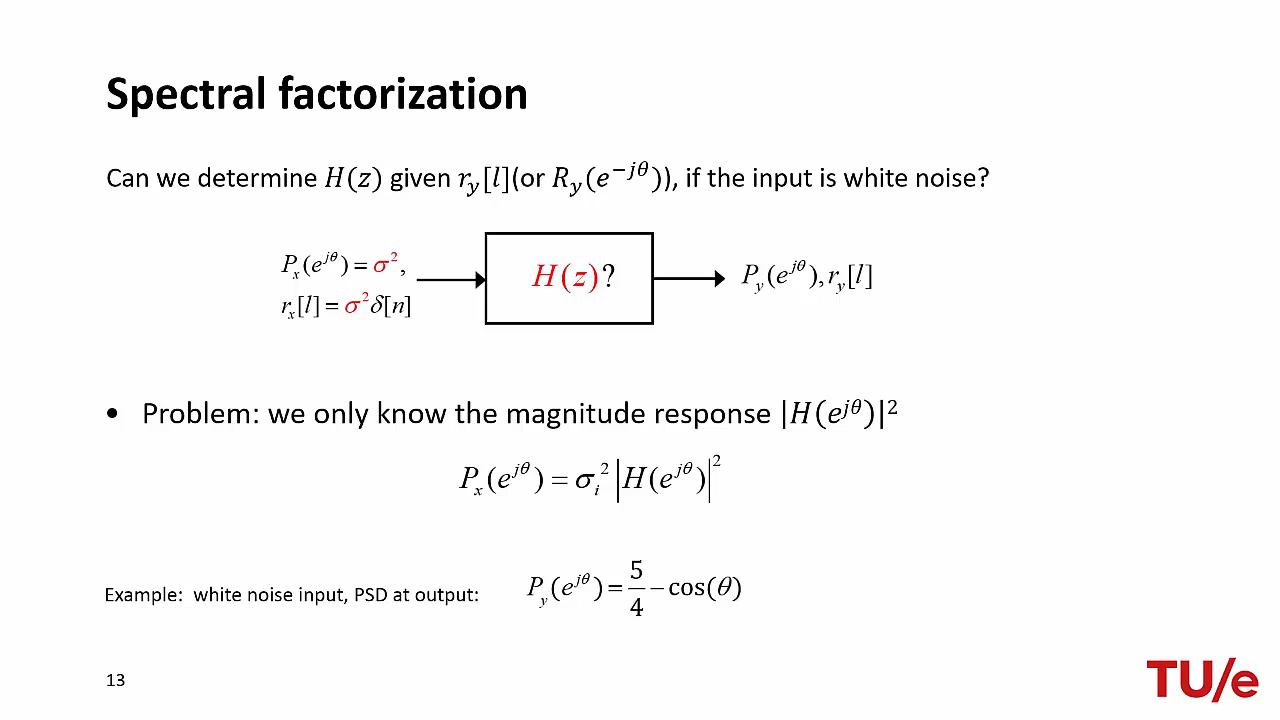 Spectral factorization
Can we determine H(z) given r_y[l](or R_y(e^{−jθ})), if the input is white noise?
P_x(e^{jθ}) = σ²,
r_x[l] = σ²δ[n]
H(z)?
P_y(e^{jθ}), r_y[l]
• Problem: we only know the magnitude response |H(e^{jθ})|²
P_x(e^{jθ}) = σ_i² |H(e^{jθ})|²
Example: white noise input, PSD at output: P_y(e^{jθ}) = 5/4 − cos(θ)
13
TU/e